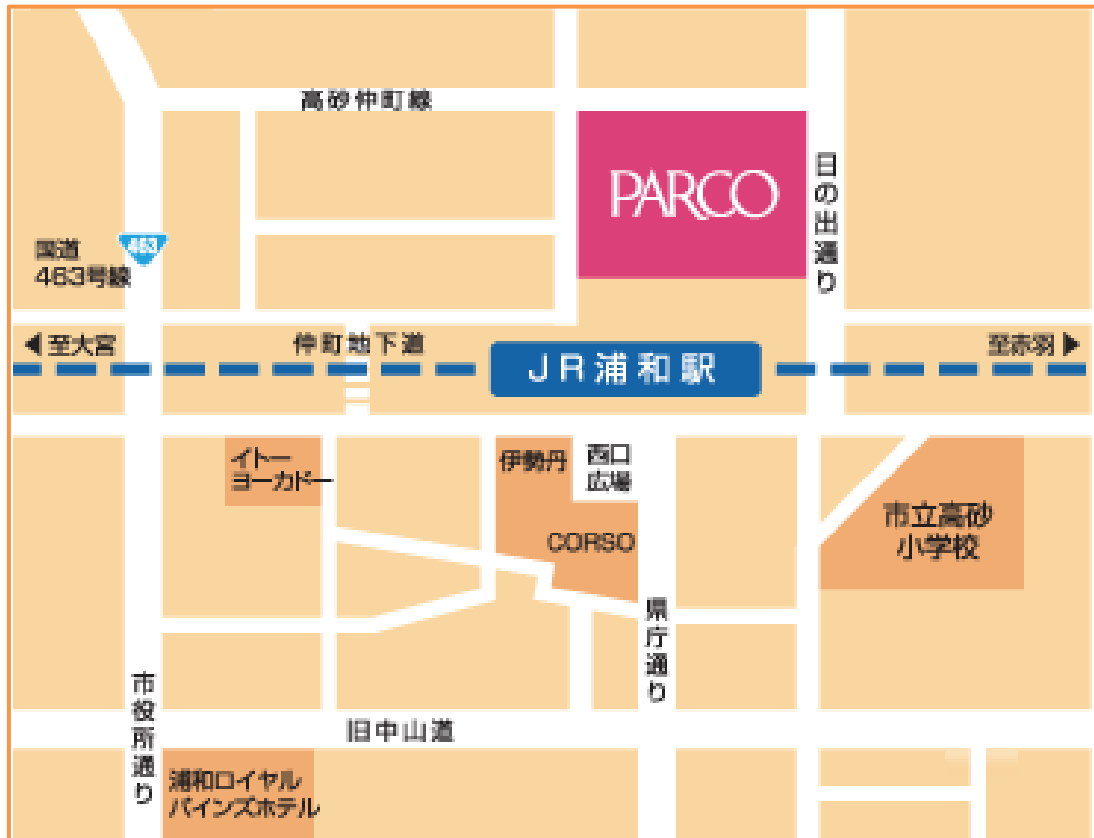 高砂仲町線
PARCO
日の出通り
463
国道
463号線
◀至大宮
仲町地下道
JR浦和駅
至赤羽▶
イトー
ヨーカドー
伊勢丹
西口
広場
CORSO
市立高砂
小学校
県庁通り
市役所通り
旧中山道
浦和ロイヤル
パインズホテル